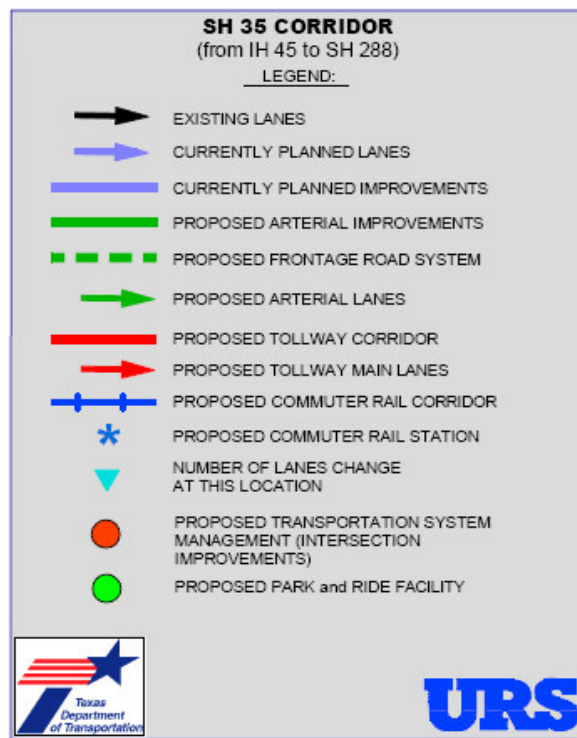 SH 35 CORRIDOR
(from IH 45 to SH 288)
LEGEND:
EXISTING LANES
CURRENTLY PLANNED LANES
CURRENTLY PLANNED IMPROVEMENTS
PROPOSED ARTERIAL IMPROVEMENTS
PROPOSED FRONTAGE ROAD SYSTEM
PROPOSED ARTERIAL LANES
PROPOSED TOLLWAY CORRIDOR
PROPOSED TOLLWAY MAIN LANES
PROPOSED COMMUTER RAIL CORRIDOR
PROPOSED COMMUTER RAIL STATION
NUMBER OF LANES CHANGE
AT THIS LOCATION
PROPOSED TRANSPORTATION SYSTEM
MANAGEMENT (INTERSECTION
IMPROVEMENTS)
PROPOSED PARK and RIDE FACILITY
Texas
Department
of Transportation
URS